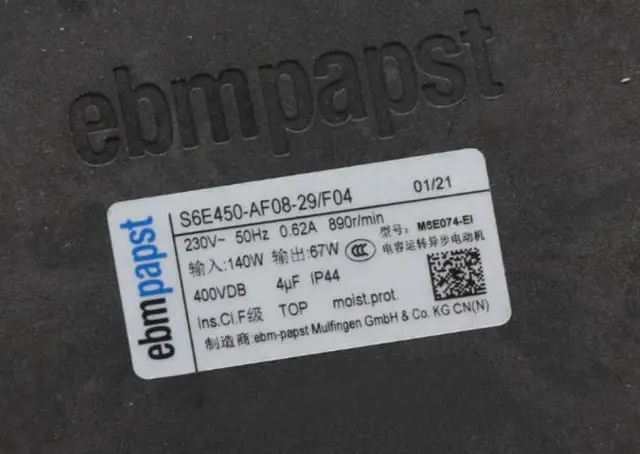 ebmpapst
ebmpapst
S6E450-AF08-29/F04 01/21
230V~ 50Hz 0.62A 890r/min 型号: M6E074-EI
输入:140W 输出:67W CCC 电容运转异步电动机
400VDB 4µF IP44
Ins.Cl.F级 TOP moist.prot.
制造商:ebm-papst Mulfingen GmbH & Co. KG CN(N)